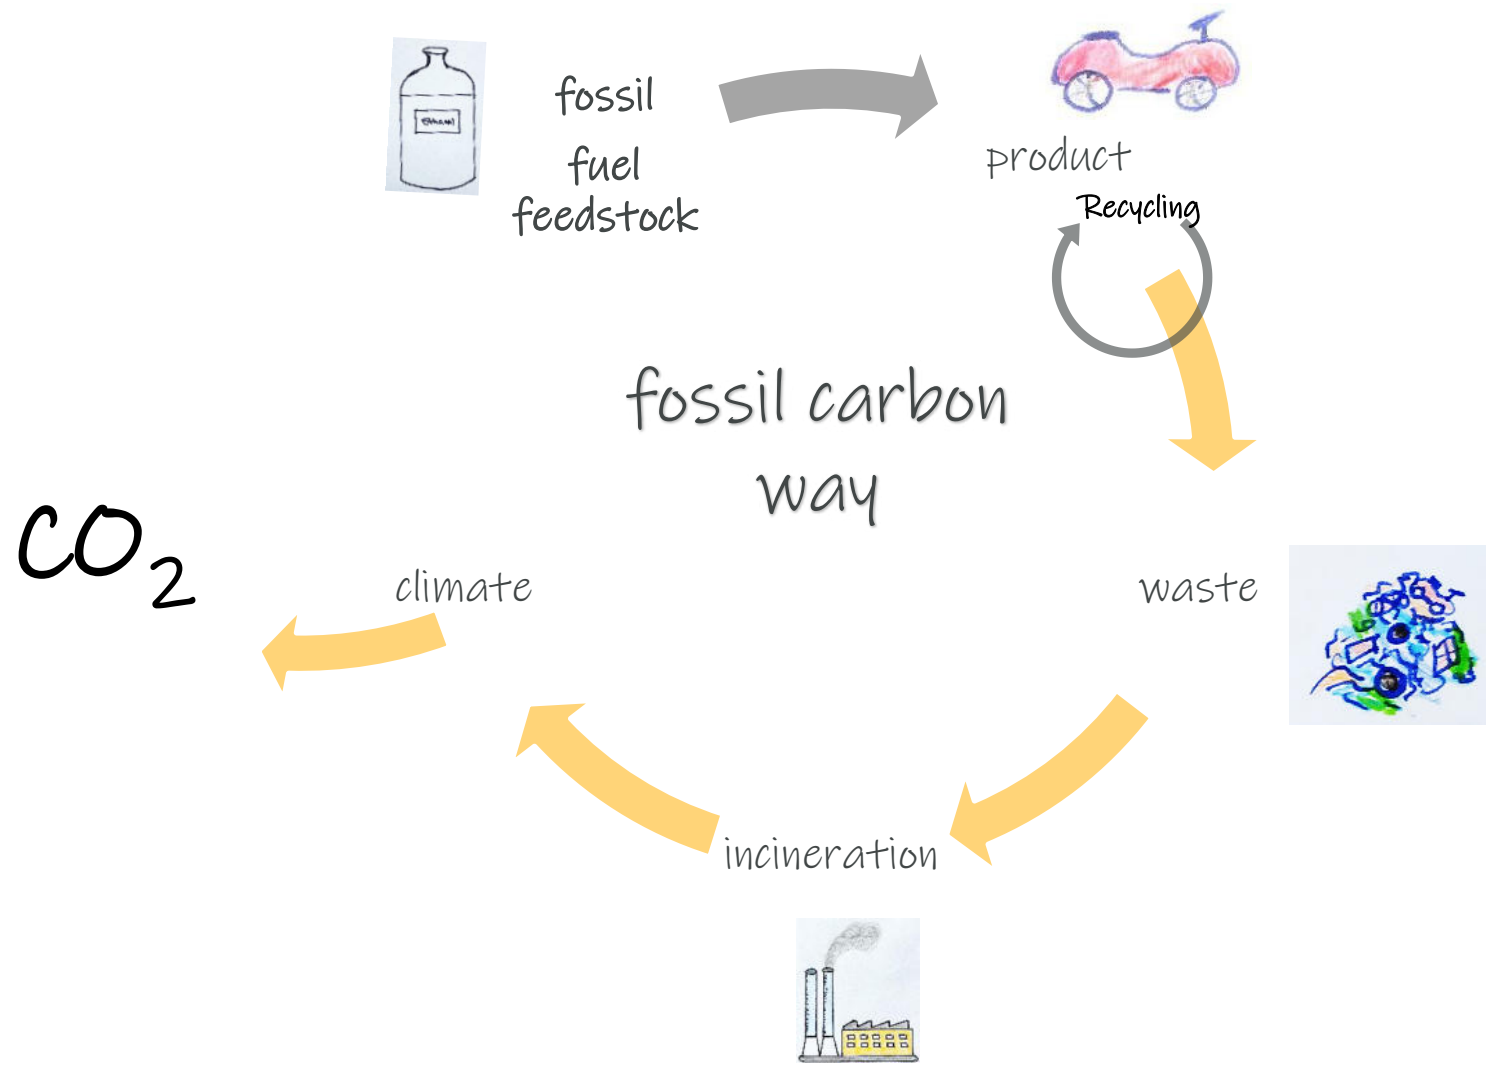 fossil
fuel
feedstock
product
Recycling
fossil carbon
way
CO₂
climate
waste
incineration